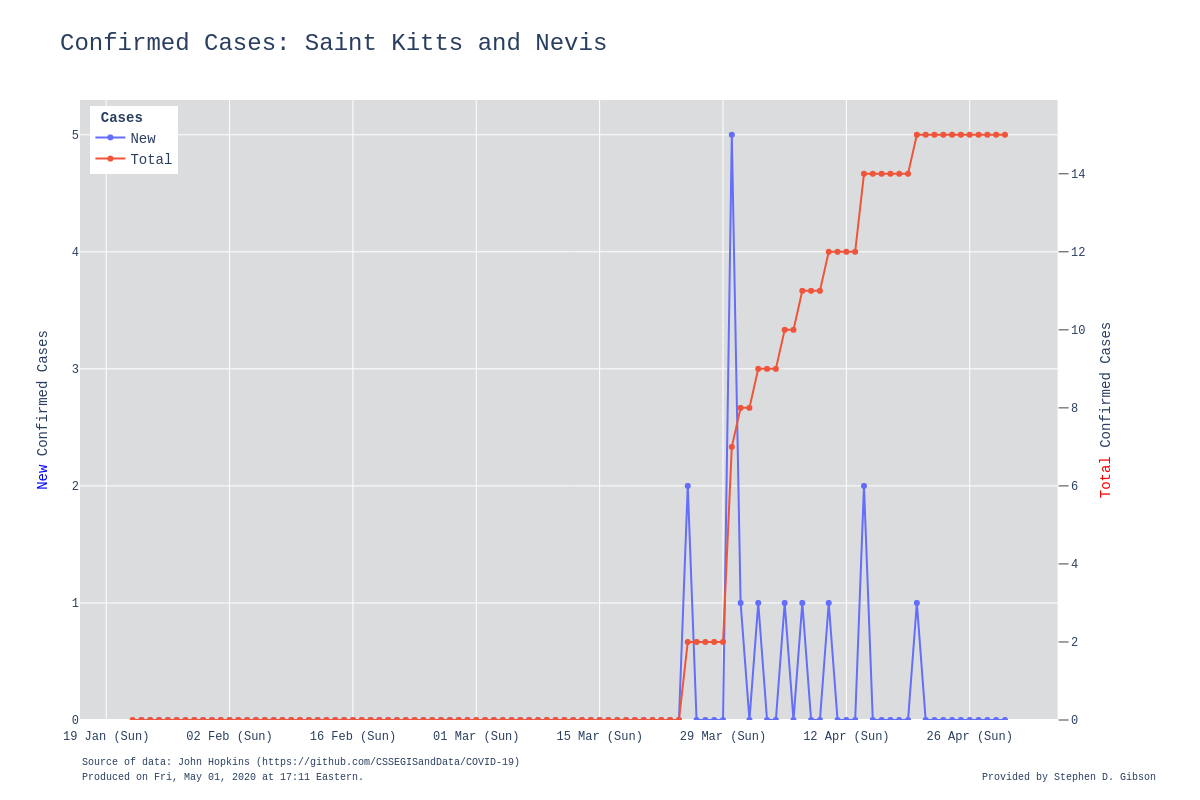 Confirmed Cases: Saint Kitts and Nevis
Cases
New
Total
5
4
3
2
1
0
New Confirmed Cases
14
12
10
8
6
4
2
0
Total Confirmed Cases
19 Jan (Sun) 02 Feb (Sun) 16 Feb (Sun) 01 Mar (Sun) 15 Mar (Sun) 29 Mar (Sun) 12 Apr (Sun) 26 Apr (Sun)
Source of data: John Hopkins (https://github.com/CSSEGISandData/COVID-19)
Produced on Fri, May 01, 2020 at 17:11 Eastern.
Provided by Stephen D. Gibson